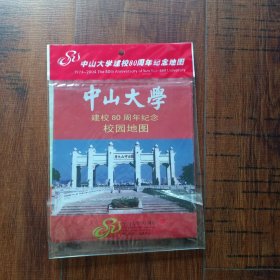 中山大学建校80周年纪念地图
1924-2004 The 80th Anniversary of Sun Yat-sen University
中山大學
建校 80 周年纪念
校园地图